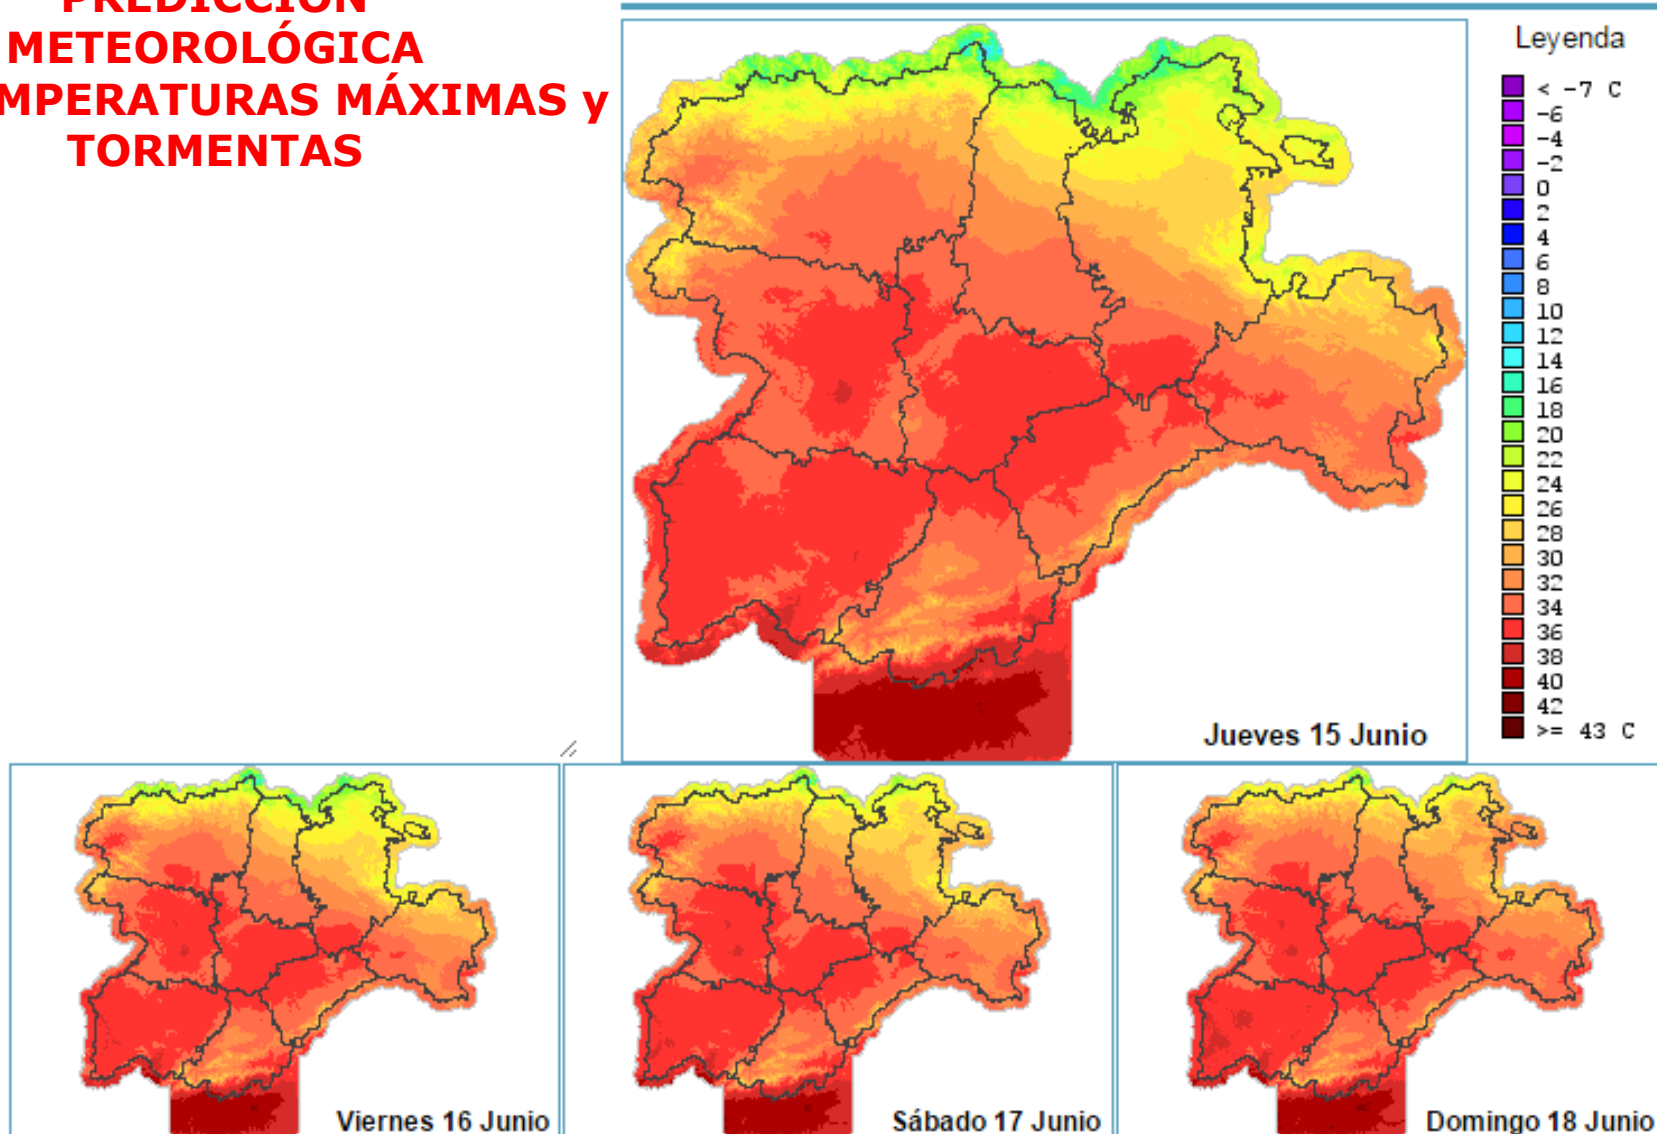 PREDICCIÓN
METEOROLÓGICA
MPERATURAS MÁXIMAS y
TORMENTAS
Leyenda
< -7 C
-6
-4
-2
0
2
4
6
8
10
12
14
16
18
20
22
24
26
28
30
32
34
36
38
40
42
>= 43 C
Jueves 15 Junio
Viernes 16 Junio
Sábado 17 Junio
Domingo 18 Junio